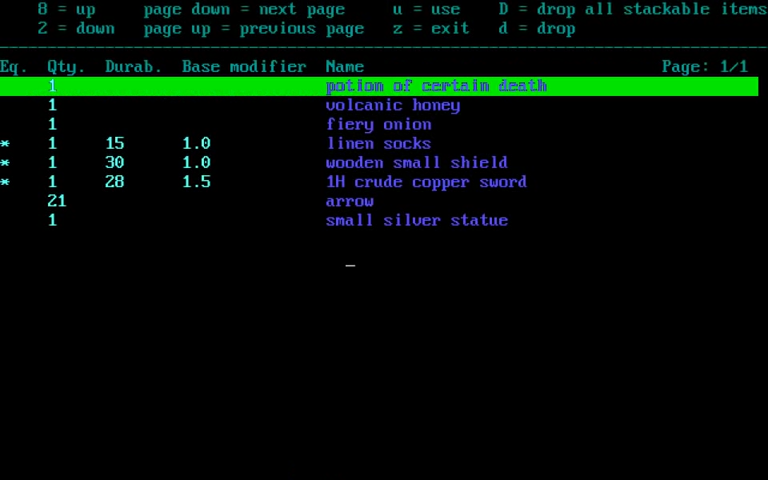 8 = up page down = next page u = use D = drop all stackable items
2 = down page up = previous page z = exit d = drop
Eq. Qty. Durab. Base modifier Name Page: 1/1
1 potion of certain death
1 volcanic honey
1 fiery onion
* 1 15 1.0 linen socks
* 1 30 1.0 wooden small shield
* 1 28 1.5 1H crude copper sword
21 arrow
1 small silver statue